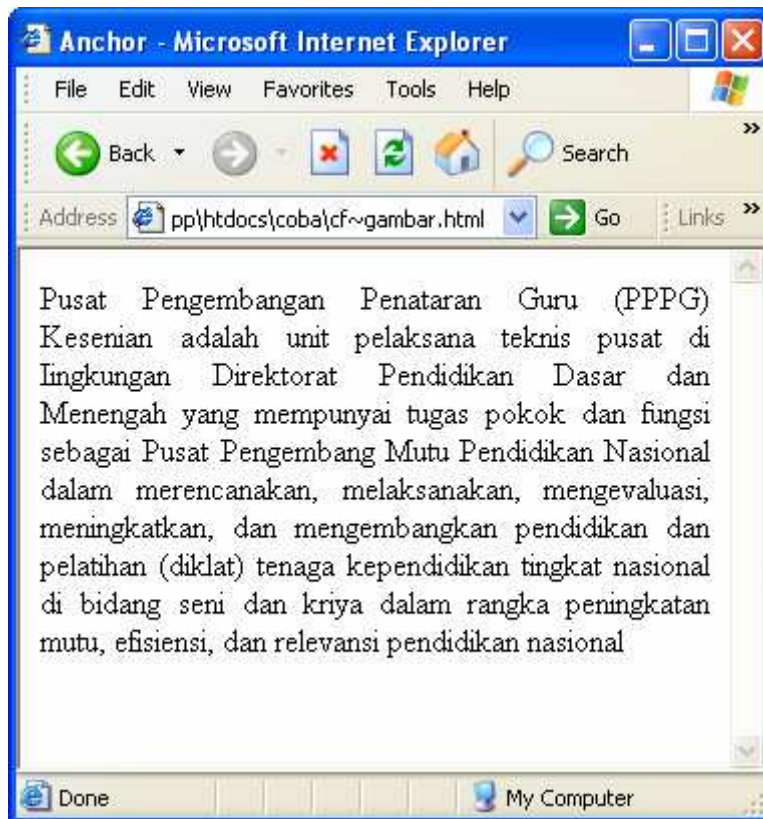 Anchor - Microsoft Internet Explorer
File Edit View Favorites Tools Help
Back Search »
Address pp\htdocs\coba\cf~gambar.html Go Links »
Pusat Pengembangan Penataran Guru (PPPG)
Kesenian adalah unit pelaksana teknis pusat di
lingkungan Direktorat Pendidikan Dasar dan
Menengah yang mempunyai tugas pokok dan fungsi
sebagai Pusat Pengembang Mutu Pendidikan Nasional
dalam merencanakan, melaksanakan, mengevaluasi,
meningkatkan, dan mengembangkan pendidikan dan
pelatihan (diklat) tenaga kependidikan tingkat nasional
di bidang seni dan kriya dalam rangka peningkatan
mutu, efisiensi, dan relevansi pendidikan nasional
Done My Computer